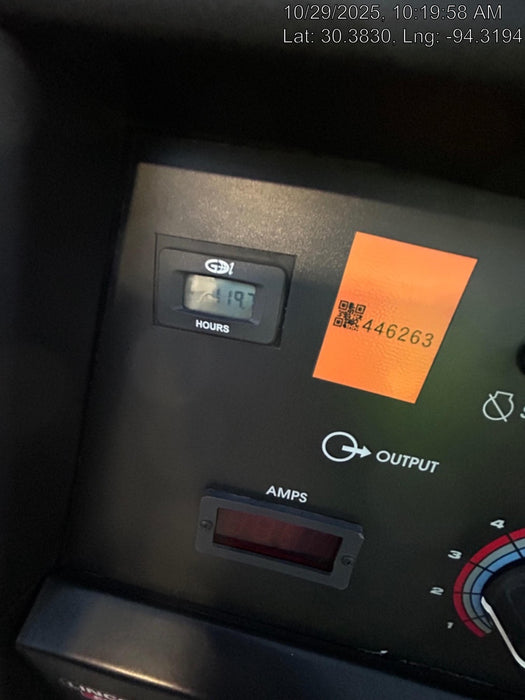 10/29/2025, 10:19:58 AM
Lat: 30.3830, Lng: -94.3194
HOURS
446263
OUTPUT
AMPS
4
3
2
1